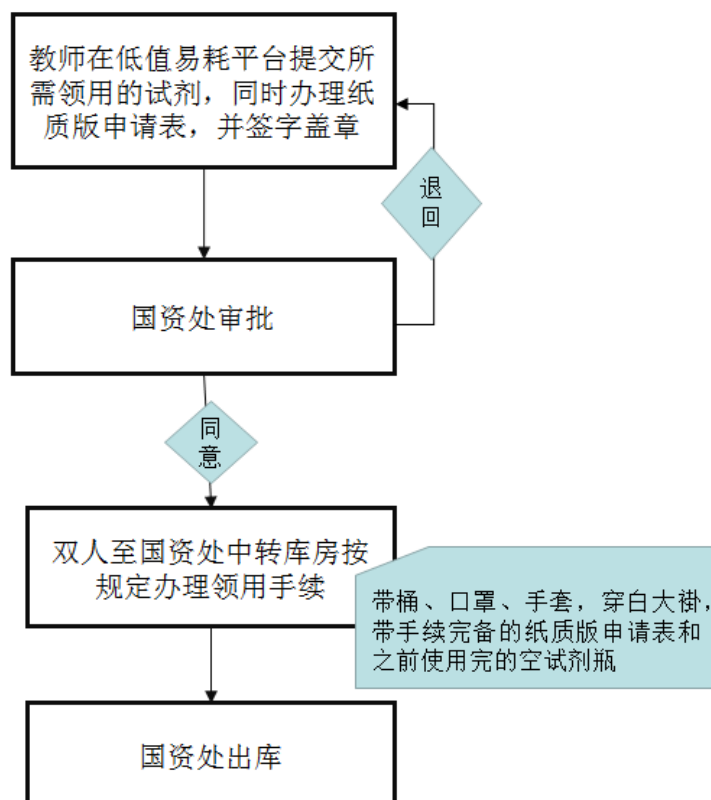 教师在低值易耗平台提交所
需领用的试剂，同时办理纸
质版申请表，并签字盖章
退
回
国资处审批
同
意
双人至国资处中转库房按
规定办理领用手续
带桶、口罩、手套，穿白大褂，
带手续完备的纸质版申请表和
之前使用完的空试剂瓶
国资处出库